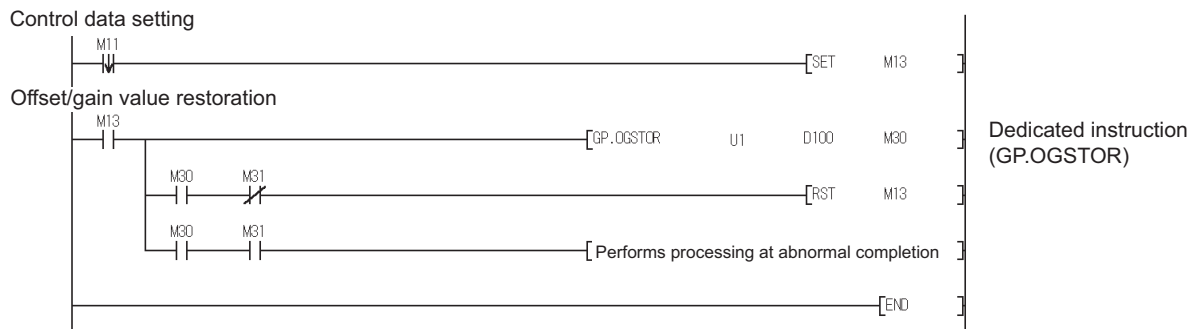 Control data setting
M11
SET M13
Offset/gain value restoration
M13
GP.OGSTOR U1 D100 M30
Dedicated instruction
(GP.OGSTOR)
M30 M31
RST M13
M30 M31
Performs processing at abnormal completion
END